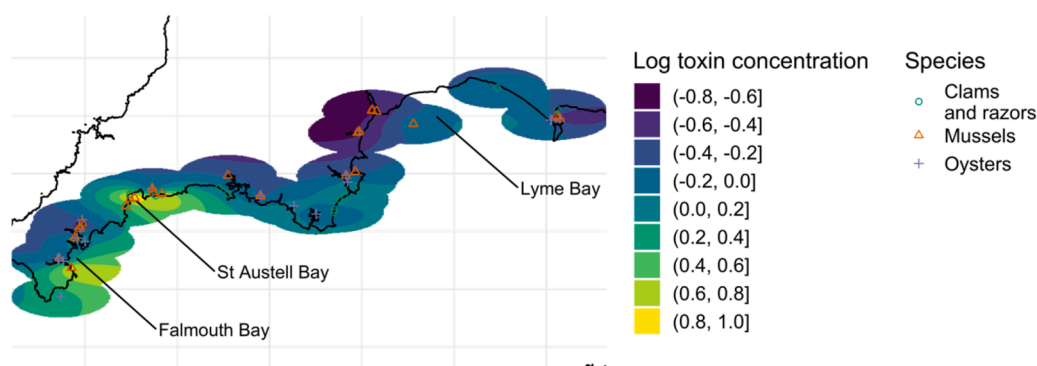 Log toxin concentration
(-0.8, -0.6]
(-0.6, -0.4]
(-0.4, -0.2]
(-0.2, 0.0]
(0.0, 0.2]
(0.2, 0.4]
(0.4, 0.6]
(0.6, 0.8]
(0.8, 1.0]
Species
Clams
and razors
Mussels
Oysters
Lyme Bay
St Austell Bay
Falmouth Bay